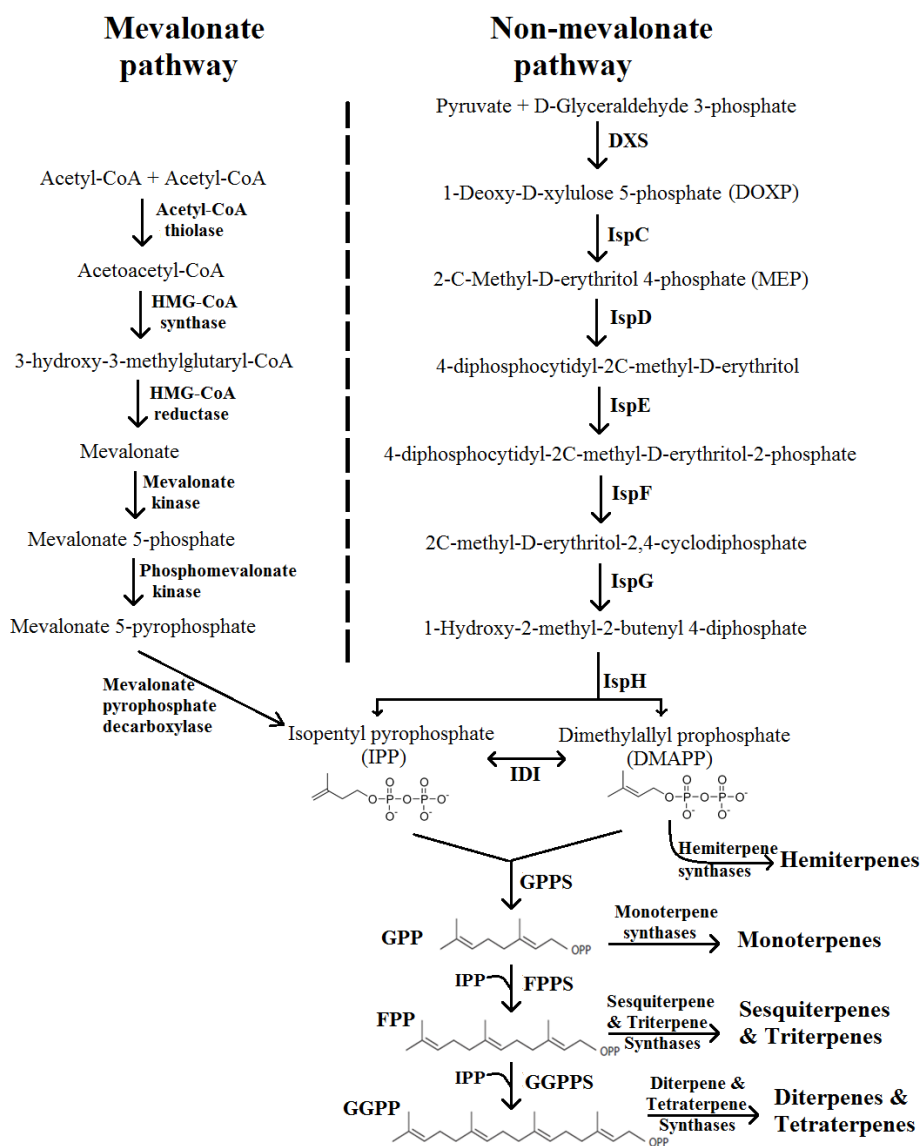 Mevalonate
pathway
Non-mevalonate
pathway
Acetyl-CoA + Acetyl-CoA
Acetyl-CoA
thiolase
Acetoacetyl-CoA
HMG-CoA
synthase
3-hydroxy-3-methylglutaryl-CoA
HMG-CoA
reductase
Mevalonate
Mevalonate
kinase
Mevalonate 5-phosphate
Phosphomevalonate
kinase
Mevalonate 5-pyrophosphate
Mevalonate
pyrophosphate
decarboxylase
Pyruvate + D-Glyceraldehyde 3-phosphate
DXS
1-Deoxy-D-xylulose 5-phosphate (DOXP)
IspC
2-C-Methyl-D-erythritol 4-phosphate (MEP)
IspD
4-diphosphocytidyl-2C-methyl-D-erythritol
IspE
4-diphosphocytidyl-2C-methyl-D-erythritol-2-phosphate
IspF
2C-methyl-D-erythritol-2,4-cyclodiphosphate
IspG
1-Hydroxy-2-methyl-2-butenyl 4-diphosphate
IspH
Isopentyl pyrophosphate
(IPP)
IDI
Dimethylallyl prophosphate
(DMAPP)
O O
O P O P O-
O- O-
O O
O P O P O-
O- O-
Hemiterpene
synthases
Hemiterpenes
GPPS
GPP
OPP
Monoterpene
synthases
Monoterpenes
IPP
FPPS
FPP
OPP
Sesquiterpene
& Triterpene
Synthases
Sesquiterpenes
& Triterpenes
IPP
GGPPS
GGPP
OPP
Diterpene &
Tetraterpene
Synthases
Diterpenes &
Tetraterpenes